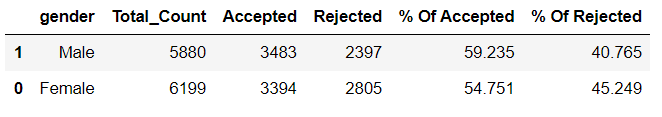 gender Total_Count Accepted Rejected % Of Accepted % Of Rejected
1 Male 5880 3483 2397 59.235 40.765
0 Female 6199 3394 2805 54.751 45.249